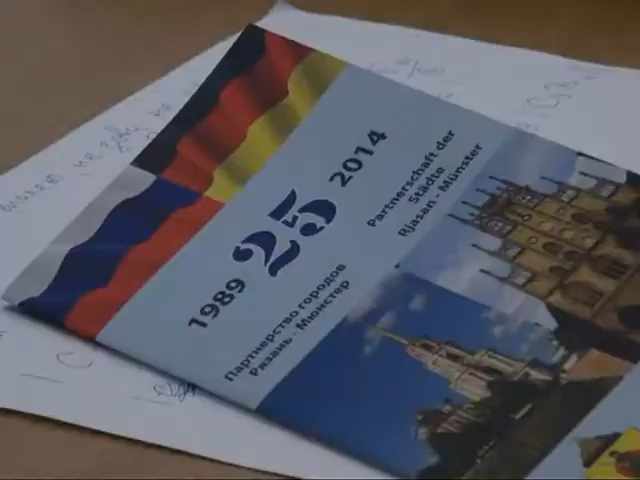 1989 25 2014
Партнерство городов
Рязань - Мюнстер
Partnerschaft der
Städte
Rjasan - Münster